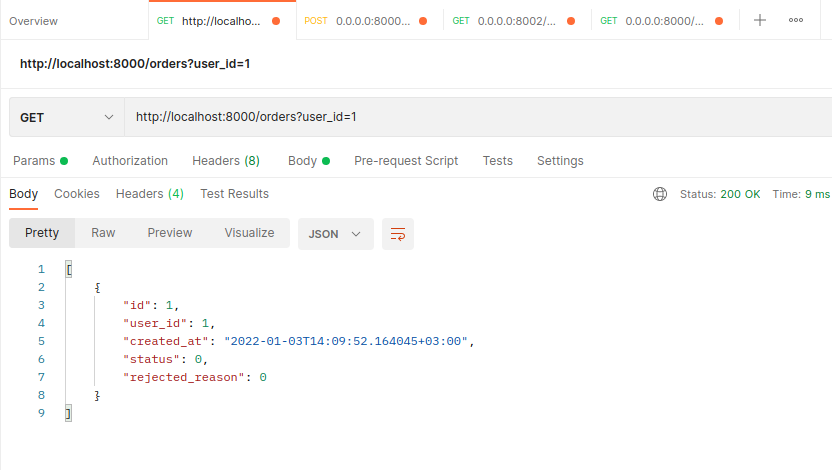 Overview GET http://localho... POST 0.0.0.0:8000... GET 0.0.0.0:8002/... GET 0.0.0.0:8000/...
http://localhost:8000/orders?user_id=1
GET http://localhost:8000/orders?user_id=1
Params Authorization Headers (8) Body Pre-request Script Tests Settings
Body Cookies Headers (4) Test Results Status: 200 OK Time: 9 ms
Pretty Raw Preview Visualize JSON
1 [
2 {
3 "id": 1,
4 "user_id": 1,
5 "created_at": "2022-01-03T14:09:52.164045+03:00",
6 "status": 0,
7 "rejected_reason": 0
8 }
9 ]